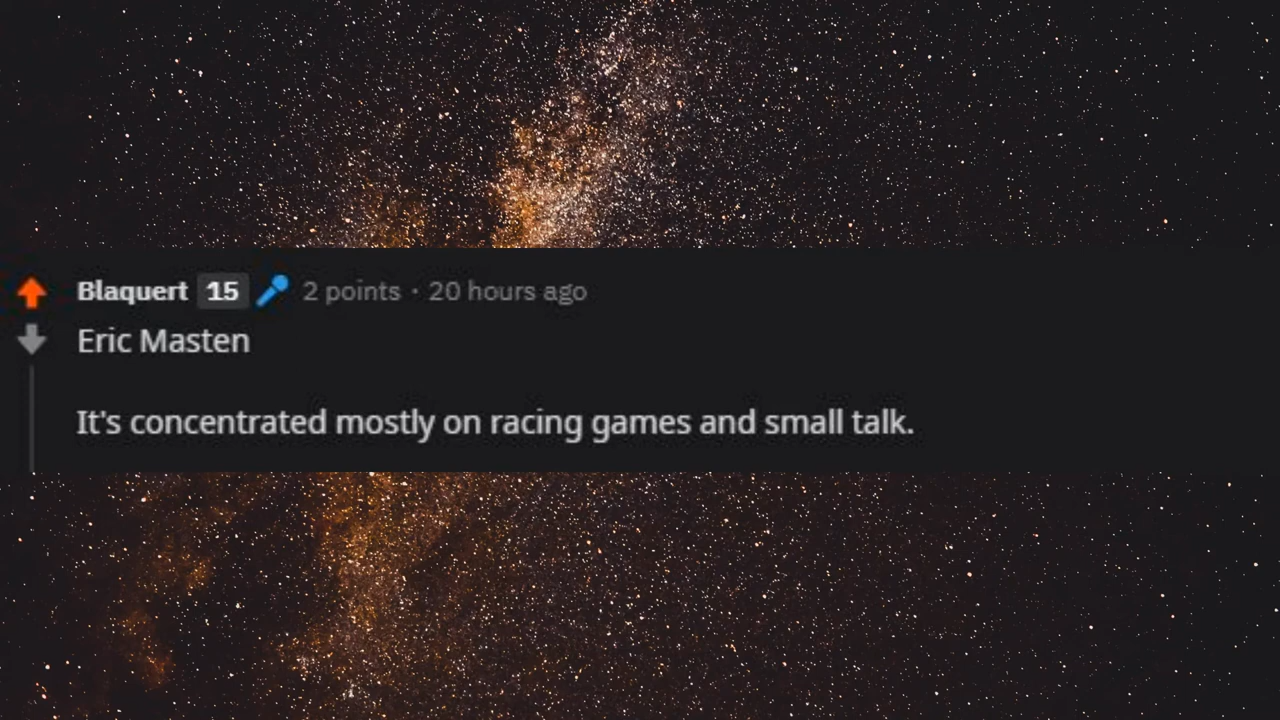 Blaquert 15 2 points · 20 hours ago
Eric Masten
It's concentrated mostly on racing games and small talk.